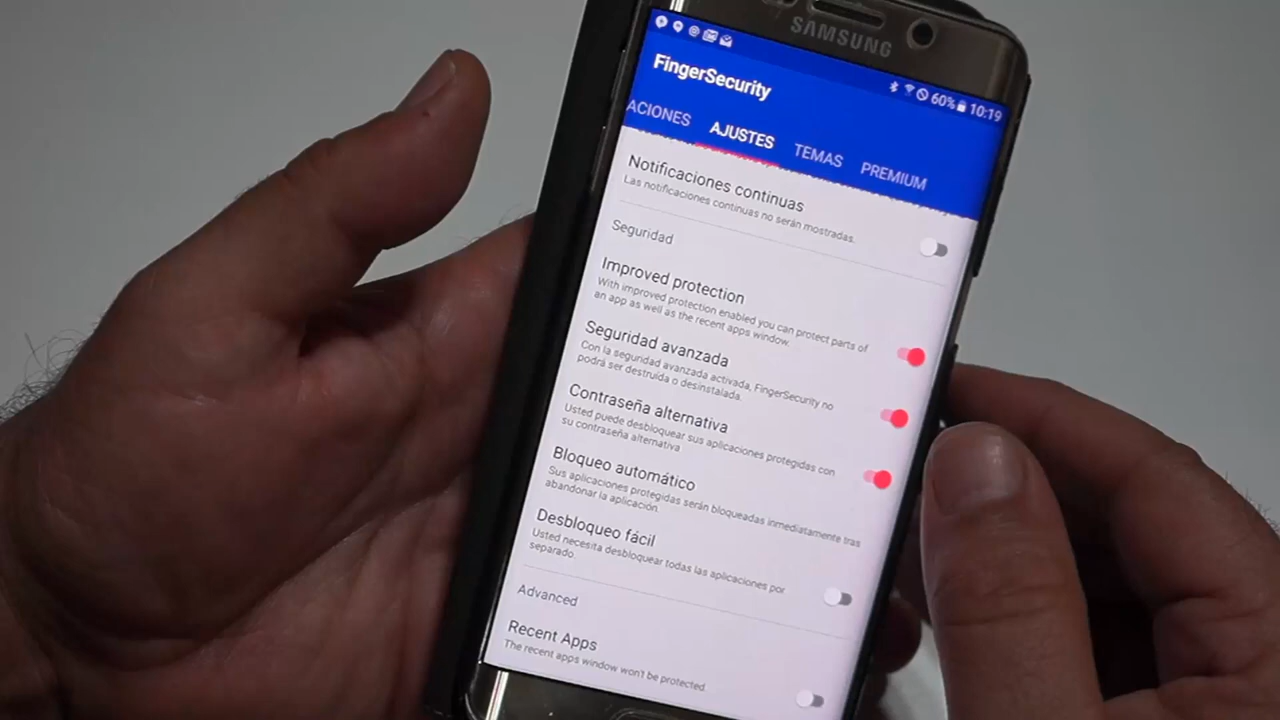 SAMSUNG
60% 10:19
FingerSecurity
ACIONES AJUSTES TEMAS PREMIUM
Notificaciones continuas
Las notificaciones continuas no serán mostradas.
Seguridad
Improved protection
With improved protection enabled you can protect parts of
an app as well as the recent apps window.
Seguridad avanzada
Con la seguridad avanzada activada, FingerSecurity no
podrá ser destruída o desinstalada.
Contraseña alternativa
Usted puede desbloquear sus aplicaciones protegidas con
su contraseña alternativa
Bloqueo automático
Sus aplicaciones protegidas serán bloqueadas inmediatamente tras
abandonar la aplicación.
Desbloqueo fácil
Usted necesita desbloquear todas las aplicaciones por
separado.
Advanced
Recent Apps
The recent apps window won't be protected.